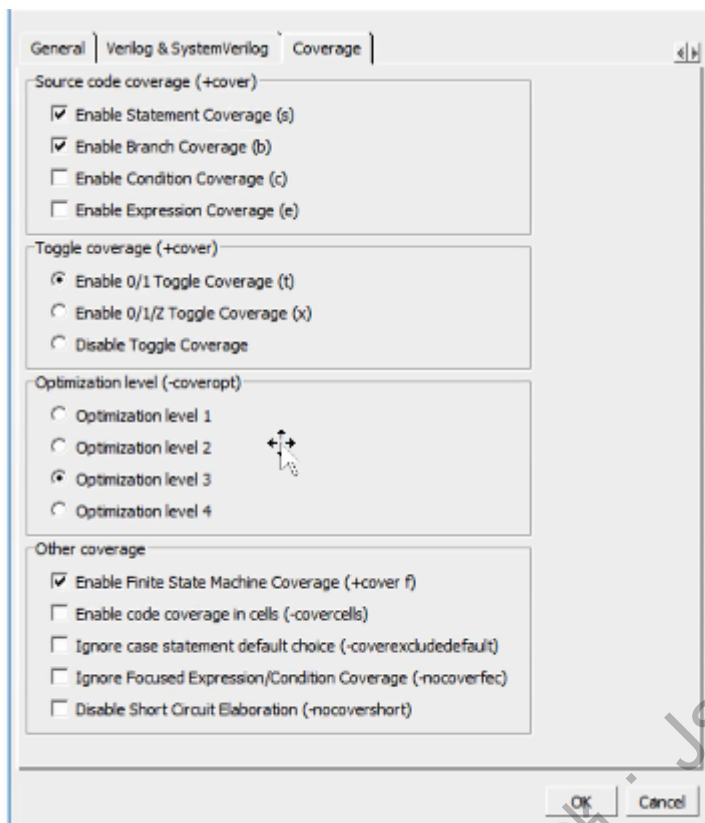 General
Verilog & SystemVerilog
Coverage
Source code coverage (+cover)
Enable Statement Coverage (s)
Enable Branch Coverage (b)
Enable Condition Coverage (c)
Enable Expression Coverage (e)
Toggle coverage (+cover)
Enable 0/1 Toggle Coverage (t)
Enable 0/1/Z Toggle Coverage (x)
Disable Toggle Coverage
Optimization level (-coveropt)
Optimization level 1
Optimization level 2
Optimization level 3
Optimization level 4
Other coverage
Enable Finite State Machine Coverage (+cover f)
Enable code coverage in cells (-covercells)
Ignore case statement default choice (-coverexcludedefault)
Ignore Focused Expression/Condition Coverage (-nocoverfec)
Disable Short Circuit Elaboration (-nocovershort)
OK
Cancel